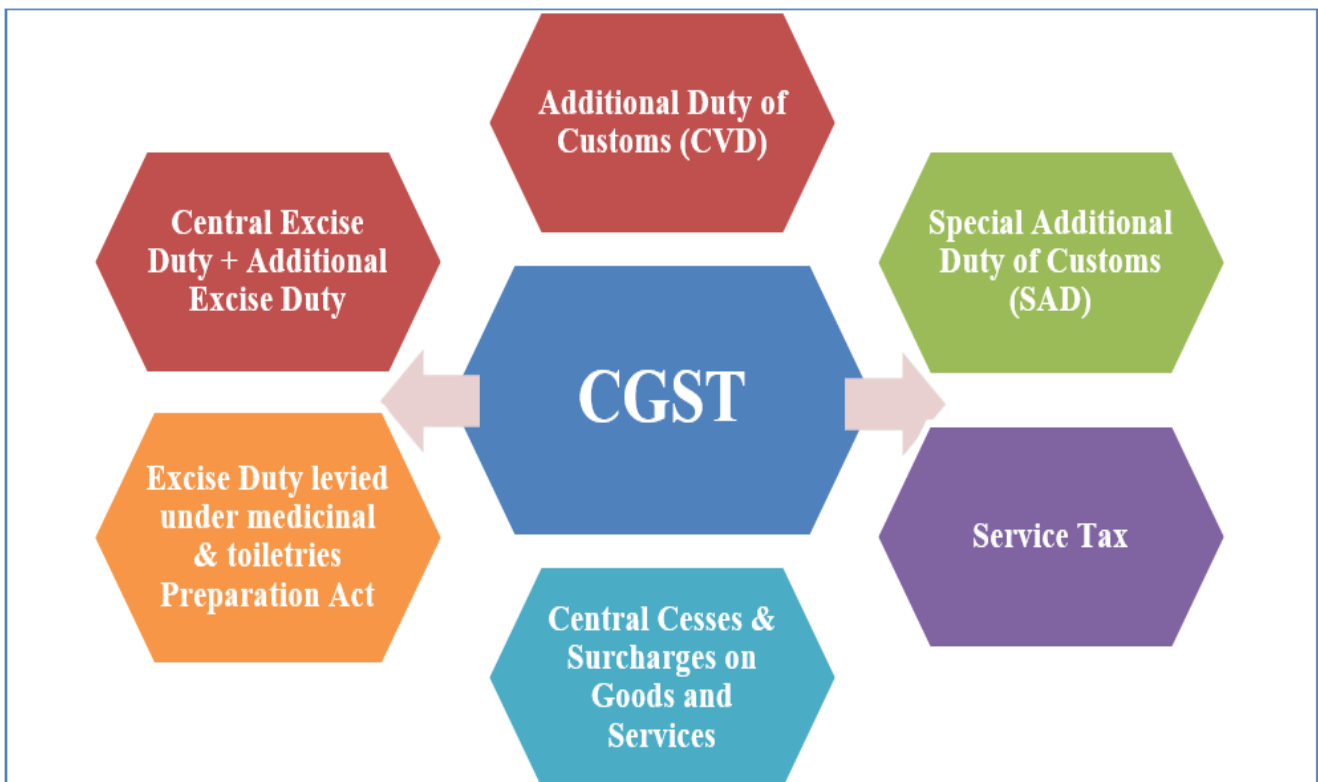 Additional Duty of
Customs (CVD)
Central Excise
Duty + Additional
Excise Duty
Special Additional
Duty of Customs
(SAD)
CGST
Excise Duty levied
under medicinal
& toiletries
Preparation Act
Service Tax
Central Cesses &
Surcharges on
Goods and
Services